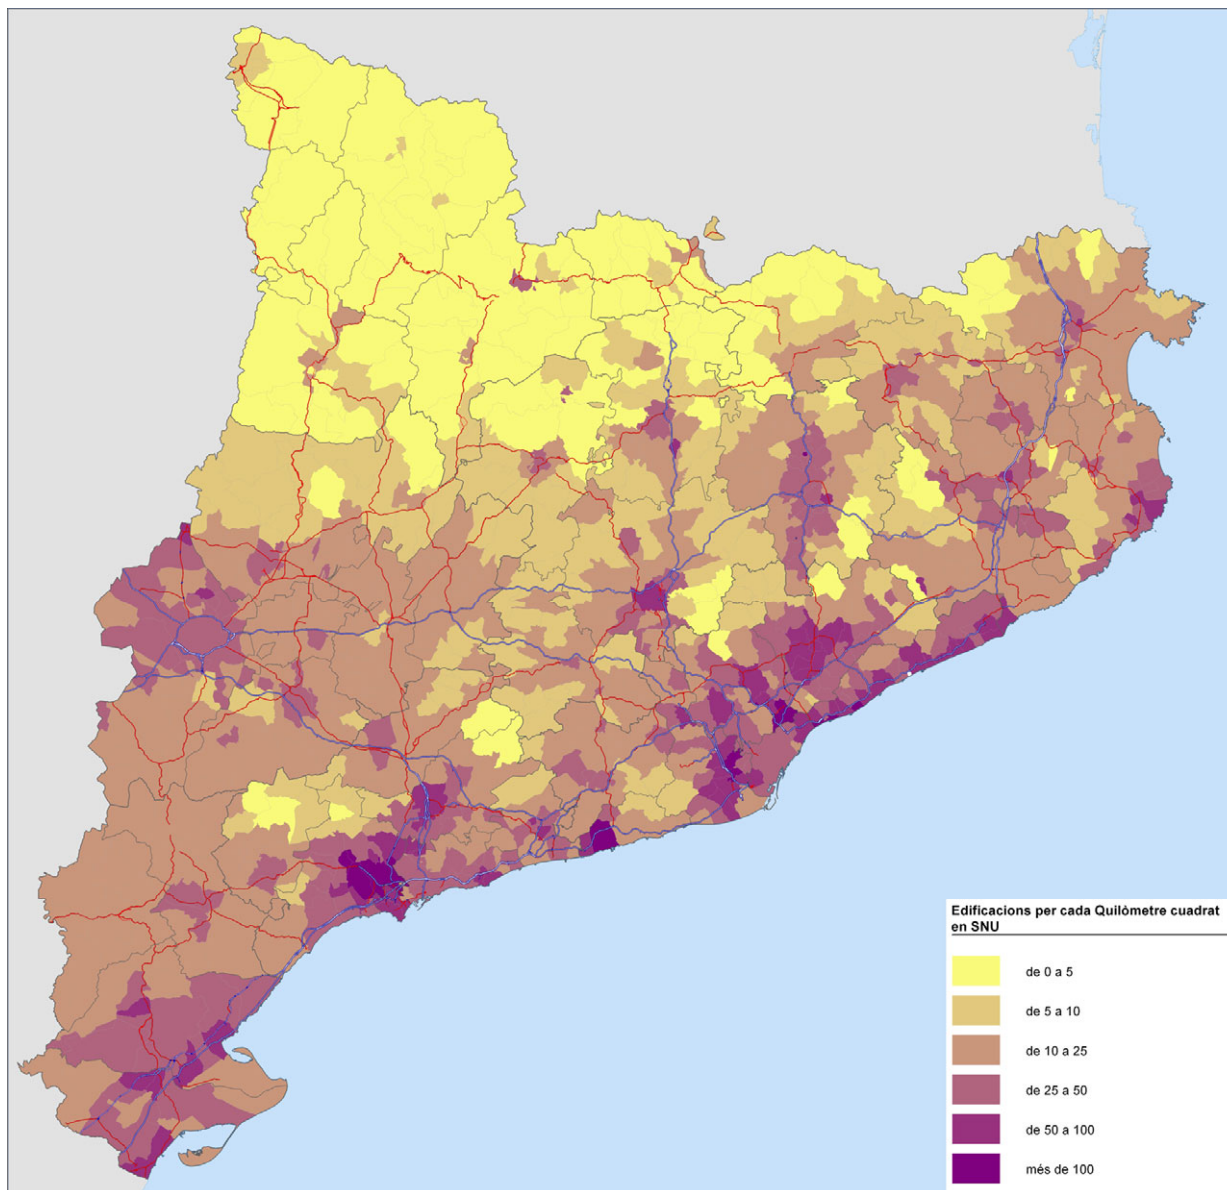 Edificacions per cada Quilòmetre cuadrat
en SNU
de 0 a 5
de 5 a 10
de 10 a 25
de 25 a 50
de 50 a 100
més de 100